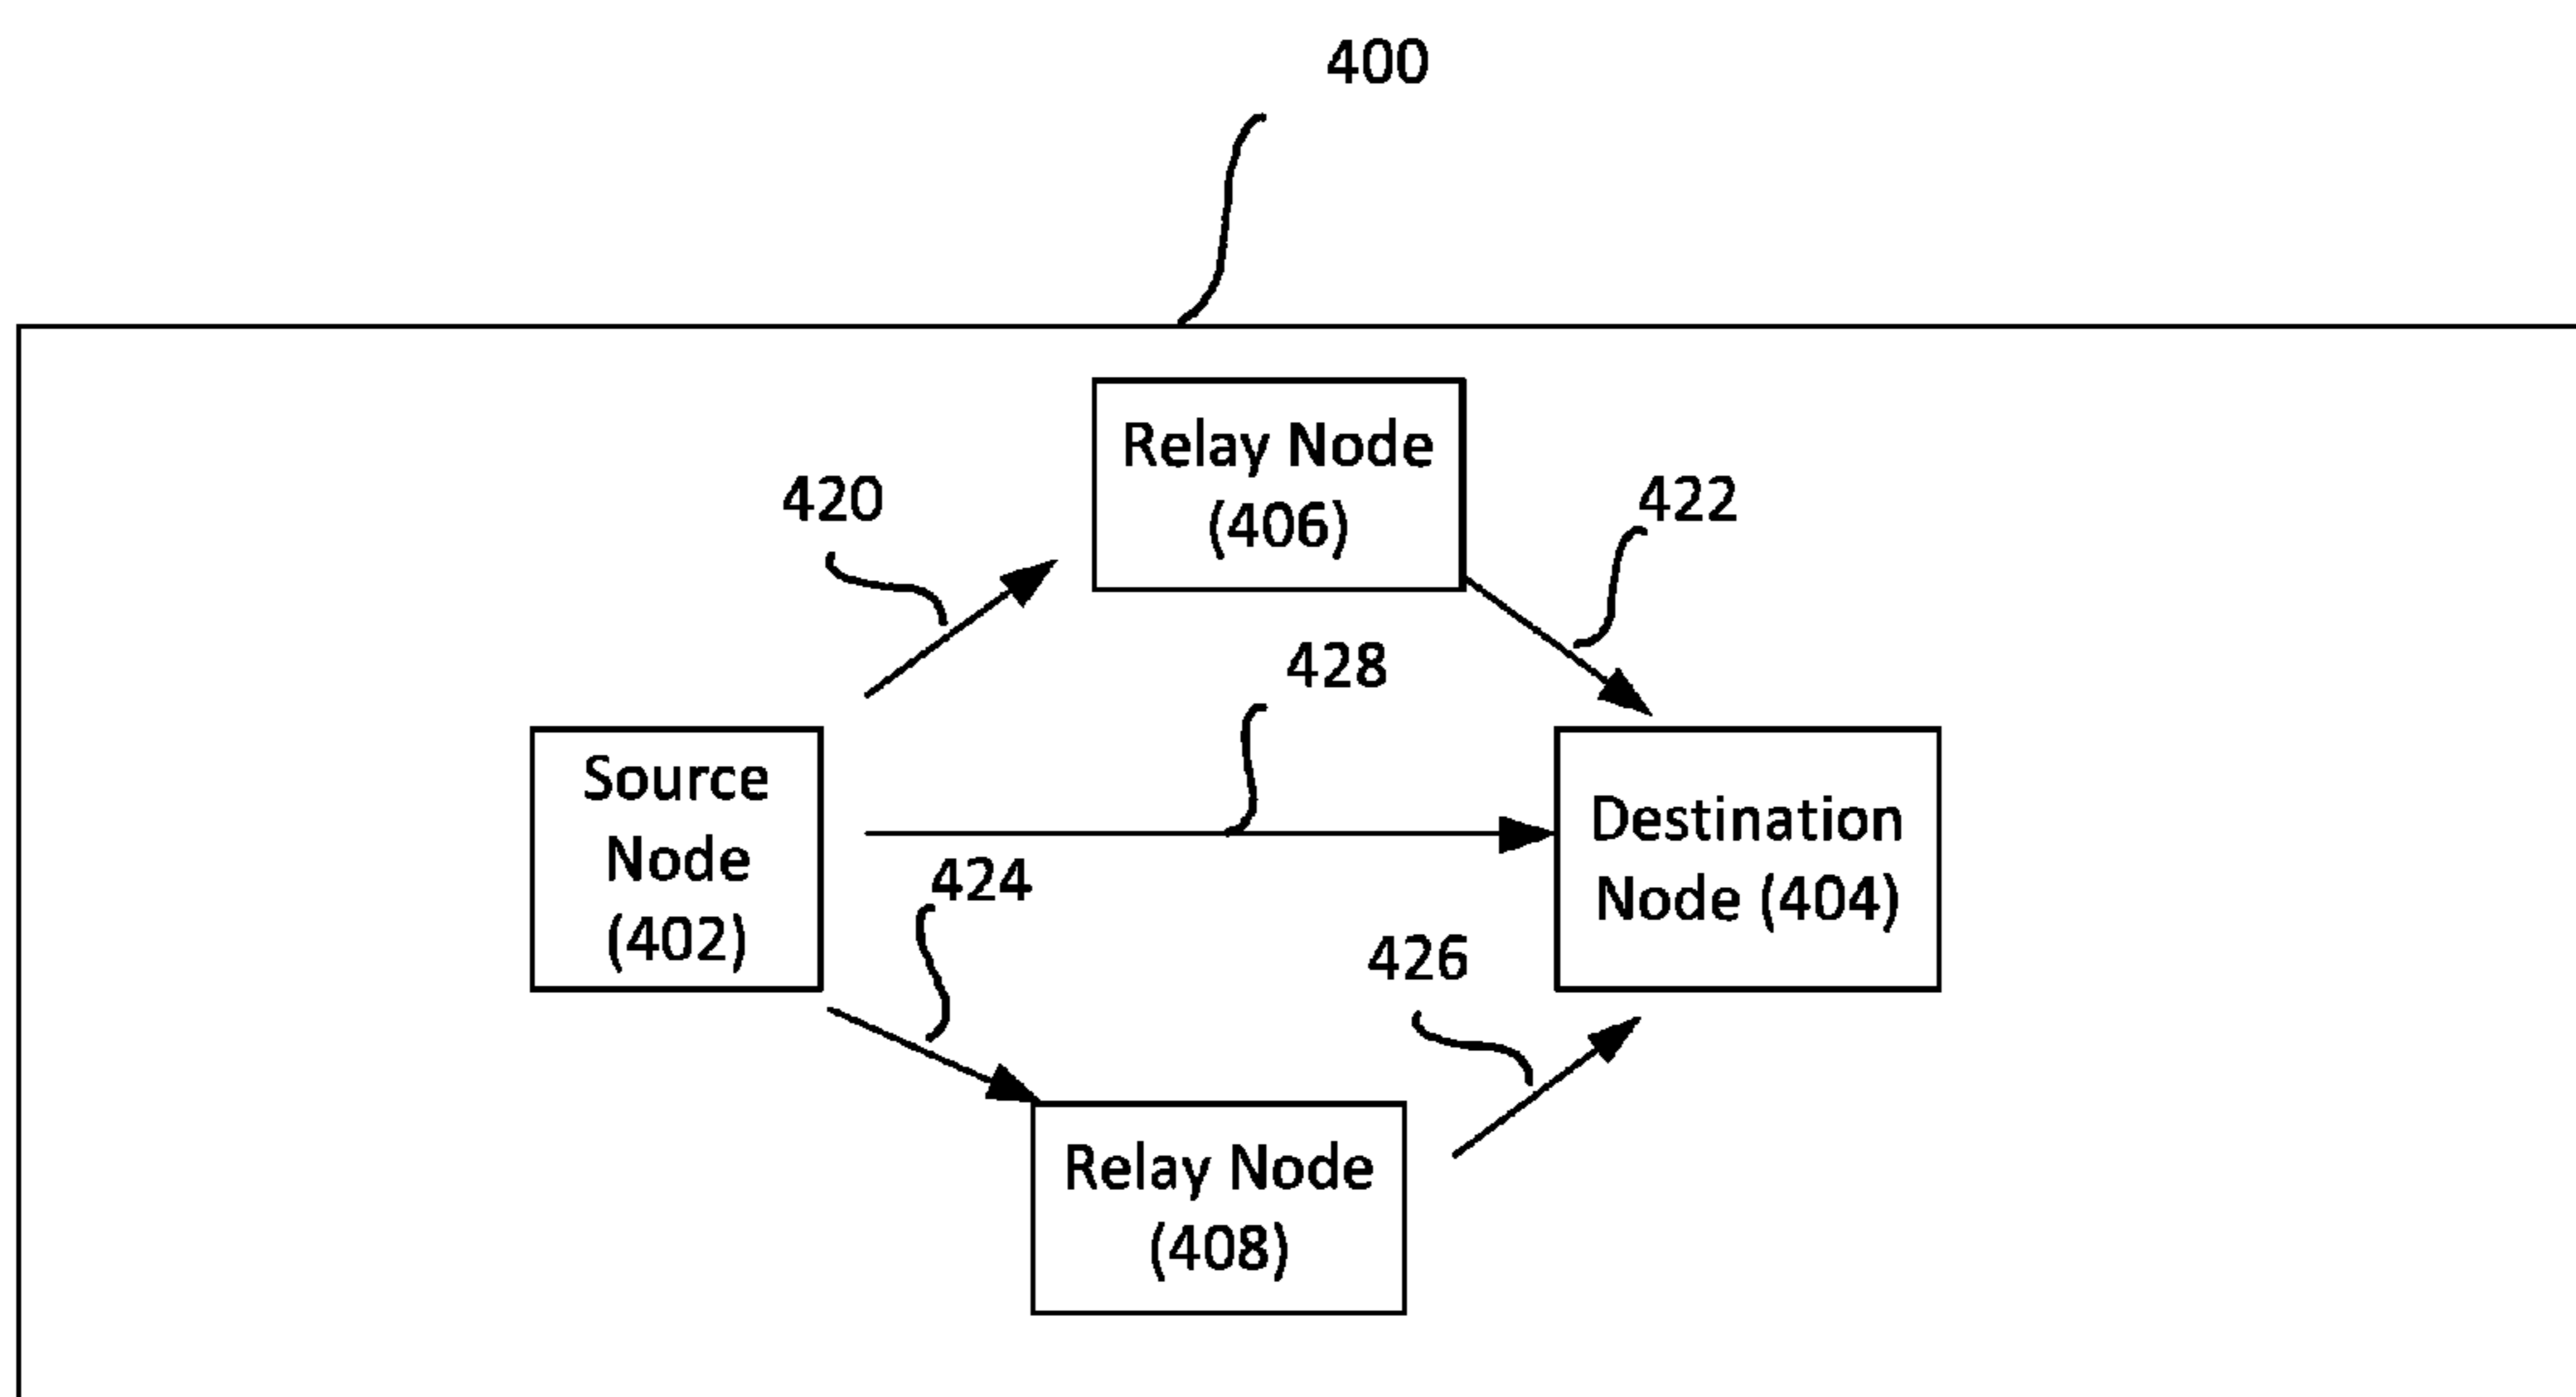 400
Relay Node
(406)
420
422
428
Source
Node
(402)
Destination
Node (404)
424
426
Relay Node
(408)